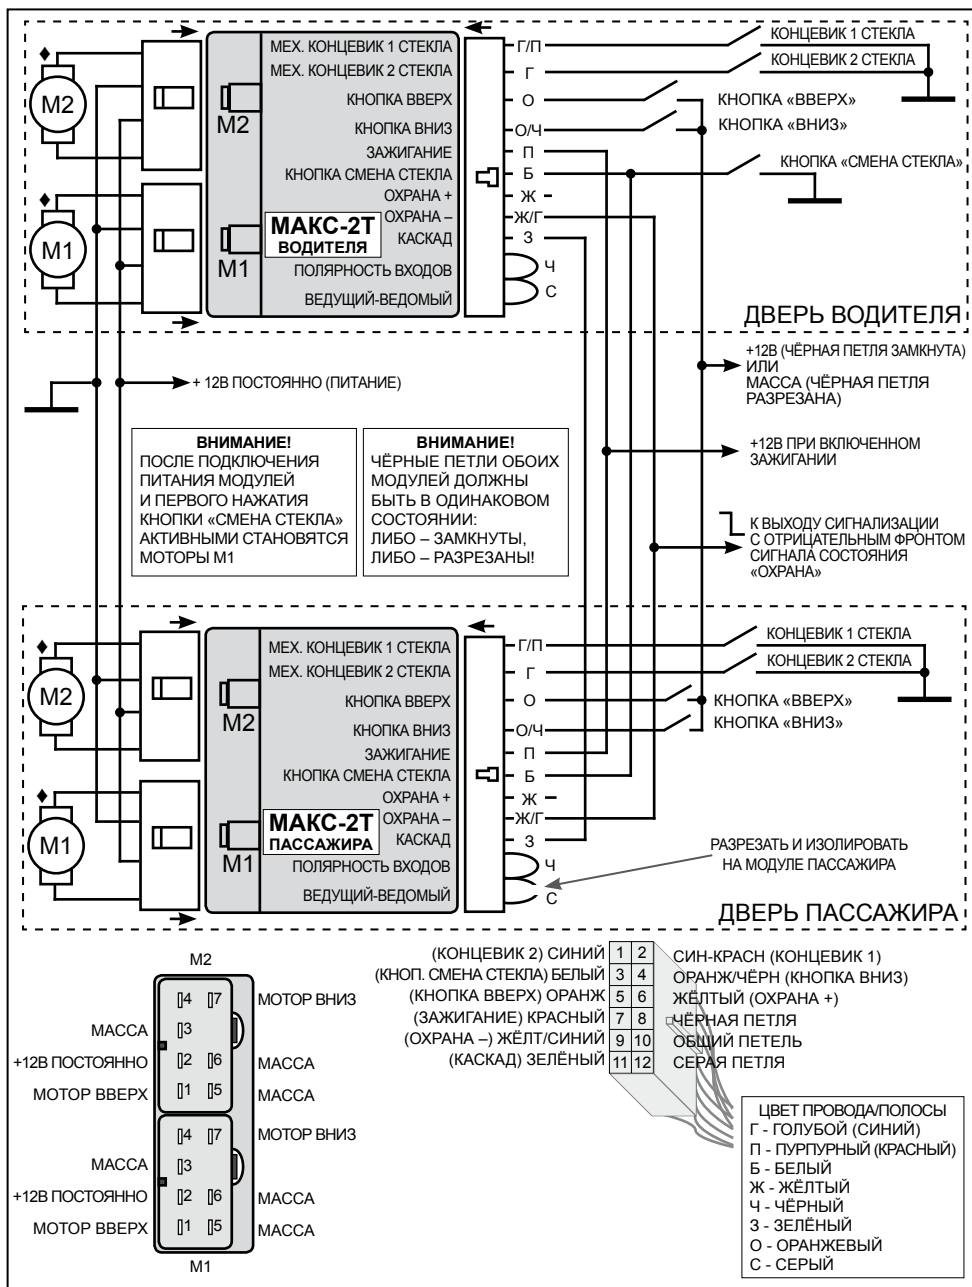 МЕХ. КОНЦЕВИК 1 СТЕКЛА
МЕХ. КОНЦЕВИК 2 СТЕКЛА
КНОПКА ВВЕРХ
КНОПКА ВНИЗ
ЗАЖИГАНИЕ
КНОПКА СМЕНА СТЕКЛА
ОХРАНА +
ОХРАНА –
КАСКАД
ПОЛЯРНОСТЬ ВХОДОВ
ВЕДУЩИЙ-ВЕДОМЫЙ
М2
М1
М2
М1
МАКС-2Т
ВОДИТЕЛЯ
Г/П
Г
О
О/Ч
П
Б
Ж
Ж/Г
З
Ч
С
КОНЦЕВИК 1 СТЕКЛА
КОНЦЕВИК 2 СТЕКЛА
КНОПКА «ВВЕРХ»
КНОПКА «ВНИЗ»
КНОПКА «СМЕНА СТЕКЛА»
ДВЕРЬ ВОДИТЕЛЯ
+ 12В ПОСТОЯННО (ПИТАНИЕ)
+12В (ЧЁРНАЯ ПЕТЛЯ ЗАМКНУТА)
ИЛИ
МАССА (ЧЁРНАЯ ПЕТЛЯ
РАЗРЕЗАНА)
ВНИМАНИЕ!
ПОСЛЕ ПОДКЛЮЧЕНИЯ
ПИТАНИЯ МОДУЛЕЙ
И ПЕРВОГО НАЖАТИЯ
КНОПКИ «СМЕНА СТЕКЛА»
АКТИВНЫМИ СТАНОВЯТСЯ
МОТОРЫ М1
ВНИМАНИЕ!
ЧЁРНЫЕ ПЕТЛИ ОБОИХ
МОДУЛЕЙ ДОЛЖНЫ
БЫТЬ В ОДИНАКОВОМ
СОСТОЯНИИ:
ЛИБО – ЗАМКНУТЫ,
ЛИБО – РАЗРЕЗАНЫ!
+12В ПРИ ВКЛЮЧЕННОМ
ЗАЖИГАНИИ
К ВЫХОДУ СИГНАЛИЗАЦИИ
С ОТРИЦАТЕЛЬНЫМ ФРОНТОМ
СИГНАЛА СОСТОЯНИЯ
«ОХРАНА»
МЕХ. КОНЦЕВИК 1 СТЕКЛА
МЕХ. КОНЦЕВИК 2 СТЕКЛА
КНОПКА ВВЕРХ
КНОПКА ВНИЗ
ЗАЖИГАНИЕ
КНОПКА СМЕНА СТЕКЛА
ОХРАНА +
ОХРАНА –
КАСКАД
ПОЛЯРНОСТЬ ВХОДОВ
ВЕДУЩИЙ-ВЕДОМЫЙ
М2
М1
М2
М1
МАКС-2Т
ПАССАЖИРА
Г/П
Г
О
О/Ч
П
Б
Ж
Ж/Г
З
Ч
С
КОНЦЕВИК 1 СТЕКЛА
КОНЦЕВИК 2 СТЕКЛА
КНОПКА «ВВЕРХ»
КНОПКА «ВНИЗ»
РАЗРЕЗАТЬ И ИЗОЛИРОВАТЬ
НА МОДУЛЕ ПАССАЖИРА
ДВЕРЬ ПАССАЖИРА
М2
4 7 МОТОР ВНИЗ
МАССА 3
+12В ПОСТОЯННО 2 6 МАССА
МОТОР ВВЕРХ 1 5 МАССА
4 7 МОТОР ВНИЗ
МАССА 3
+12В ПОСТОЯННО 2 6 МАССА
МОТОР ВВЕРХ 1 5 МАССА
М1
(КОНЦЕВИК 2) СИНИЙ 1 2 СИН-КРАСН (КОНЦЕВИК 1)
(КНОП. СМЕНА СТЕКЛА) БЕЛЫЙ 3 4 ОРАНЖ/ЧЁРН (КНОПКА ВНИЗ)
(КНОПКА ВВЕРХ) ОРАНЖ 5 6 ЖЁЛТЫЙ (ОХРАНА +)
(ЗАЖИГАНИЕ) КРАСНЫЙ 7 8 ЧЁРНАЯ ПЕТЛЯ
(ОХРАНА –) ЖЁЛТ/СИНИЙ 9 10 ОБЩИЙ ПЕТЕЛЬ
(КАСКАД) ЗЕЛЁНЫЙ 11 12 СЕРАЯ ПЕТЛЯ
ЦВЕТ ПРОВОДА/ПОЛОСЫ
Г - ГОЛУБОЙ (СИНИЙ)
П - ПУРПУРНЫЙ (КРАСНЫЙ)
Б - БЕЛЫЙ
Ж - ЖЁЛТЫЙ
Ч - ЧЁРНЫЙ
З - ЗЕЛЁНЫЙ
О - ОРАНЖЕВЫЙ
С - СЕРЫЙ